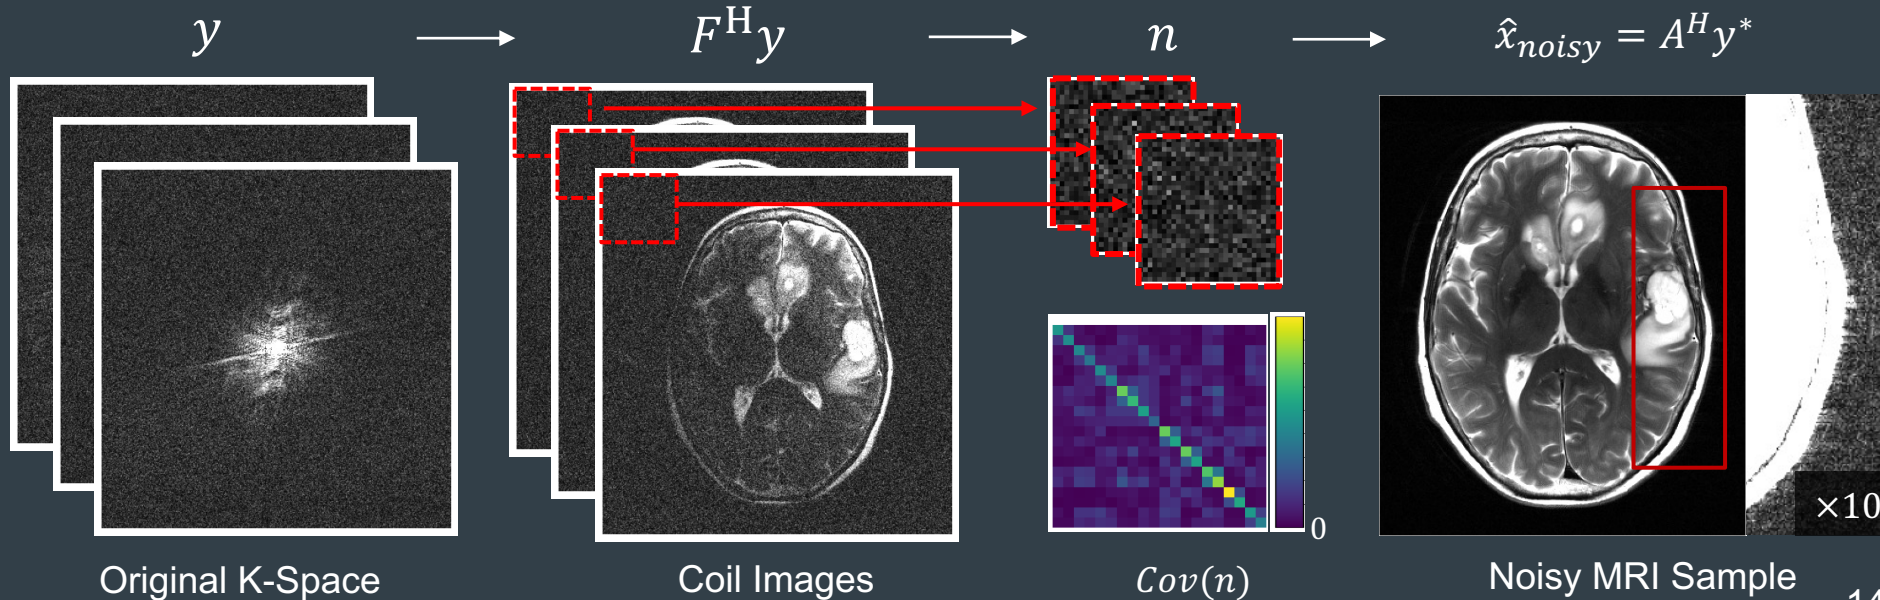 y
F^H y
n
x̂_noisy = A^H y*
0
×10
Original K-Space
Coil Images
Cov(n)
Noisy MRI Sample